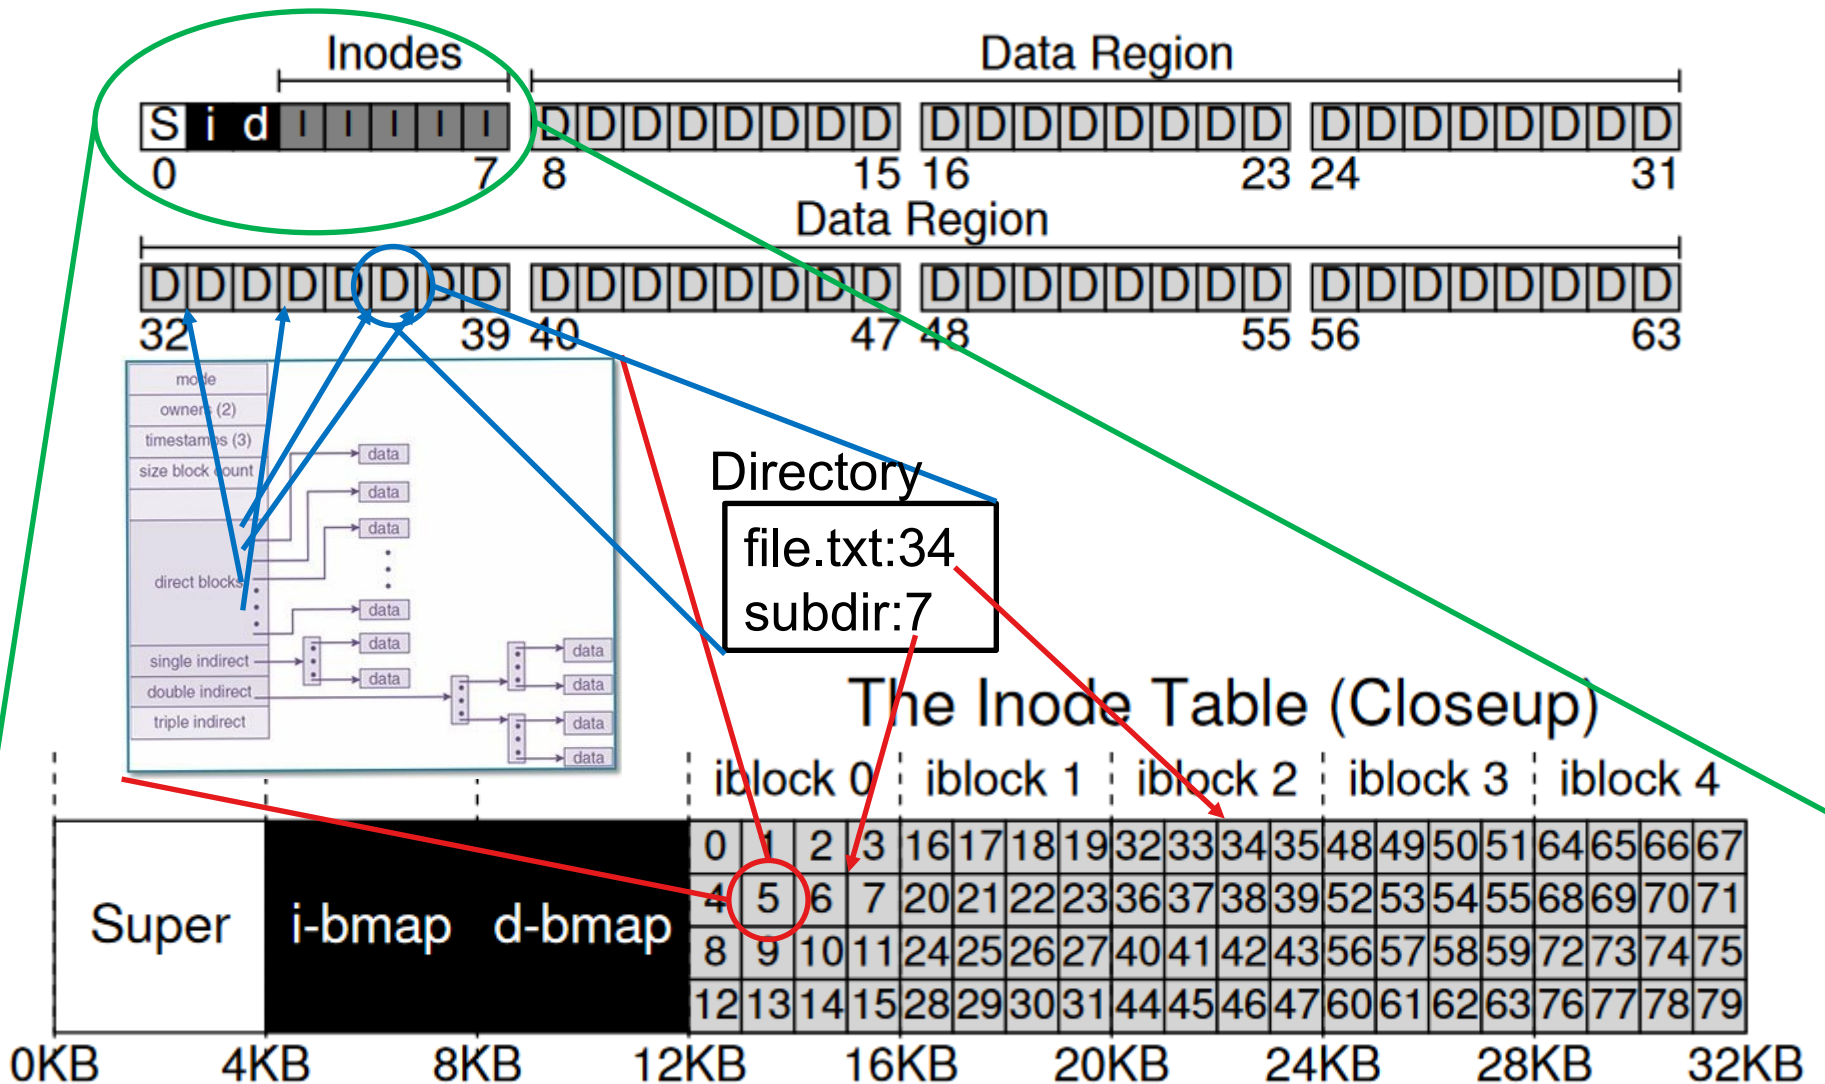 Inodes Data Region
S i d I I I I I D D D D D D D D D D D D D D D D D D D D D D D D
0 7 8 15 16 23 24 31
Data Region
D D D D D D D D D D D D D D D D D D D D D D D D D D D D D D D D
32 39 40 47 48 55 56 63
mode
owners (2)
timestamps (3)
size block count
data
data
data
direct blocks
data
data
single indirect
data
double indirect
triple indirect
data
data
data
data
Directory
file.txt:34
subdir:7
The Inode Table (Closeup)
iblock 0 iblock 1 iblock 2 iblock 3 iblock 4
0 1 2 3 16 17 18 19 32 33 34 35 48 49 50 51 64 65 66 67
4 5 6 7 20 21 22 23 36 37 38 39 52 53 54 55 68 69 70 71
Super i-bmap d-bmap
8 9 10 11 24 25 26 27 40 41 42 43 56 57 58 59 72 73 74 75
12 13 14 15 28 29 30 31 44 45 46 47 60 61 62 63 76 77 78 79
0KB 4KB 8KB 12KB 16KB 20KB 24KB 28KB 32KB